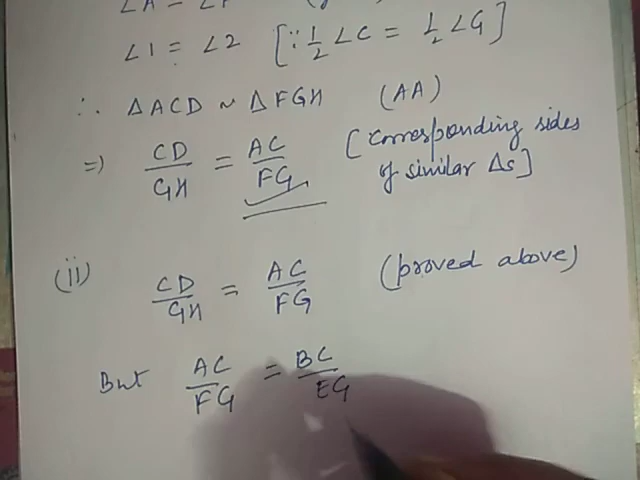 ∠A = ∠F
∠1 = ∠2 [∵ ½ ∠C = ½ ∠G]
∴ ΔACD ~ ΔFGH (AA)
⇒ CD/GH = AC/FG [Corresponding sides
of similar Δs]
(ii) CD/GH = AC/FG (proved above)
But AC/FG = BC/EG